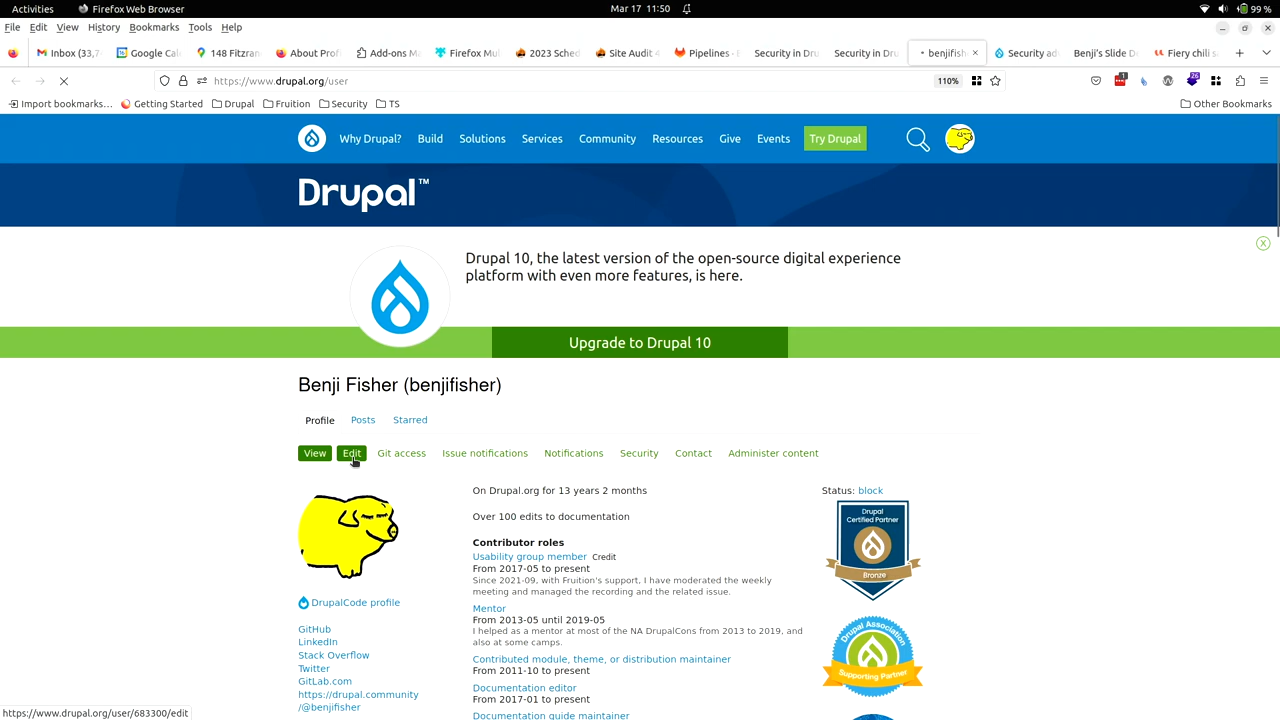 Activities
Firefox Web Browser
Mar 17 11:50
99 %
File Edit View History Bookmarks Tools Help
Inbox (33,7
Google Cal
148 Fitzran
About Prof
Add-ons M
Firefox Mul
2023 Sched
Site Audit 4
Pipelines -
Security in Dru
Security in Dru
benjifish
Security ad
Benji's Slide D
Fiery chili s
https://www.drupal.org/user
110%
1
26
Import bookmarks...
Getting Started
Drupal
Fruition
Security
TS
Other Bookmarks
Why Drupal? Build Solutions Services Community Resources Give Events Try Drupal
Drupal™
Drupal 10, the latest version of the open-source digital experience
platform with even more features, is here.
X
Upgrade to Drupal 10
Benji Fisher (benjifisher)
Profile Posts Starred
View Edit Git access Issue notifications Notifications Security Contact Administer content
On Drupal.org for 13 years 2 months
Over 100 edits to documentation
Contributor roles
Usability group member Credit
From 2017-05 to present
Since 2021-09, with Fruition's support, I have moderated the weekly
meeting and managed the recording and the related issue.
Mentor
From 2013-05 until 2019-05
I helped as a mentor at most of the NA DrupalCons from 2013 to 2019, and
also at some camps.
Contributed module, theme, or distribution maintainer
From 2011-10 to present
Documentation editor
From 2017-01 to present
Documentation guide maintainer
Status: block
Drupal
Certified Partner
Bronze
Drupal Association
Supporting Partner
DrupalCode profile
GitHub
LinkedIn
Stack Overflow
Twitter
GitLab.com
https://drupal.community
/@benjifisher
https://www.drupal.org/user/683300/edit